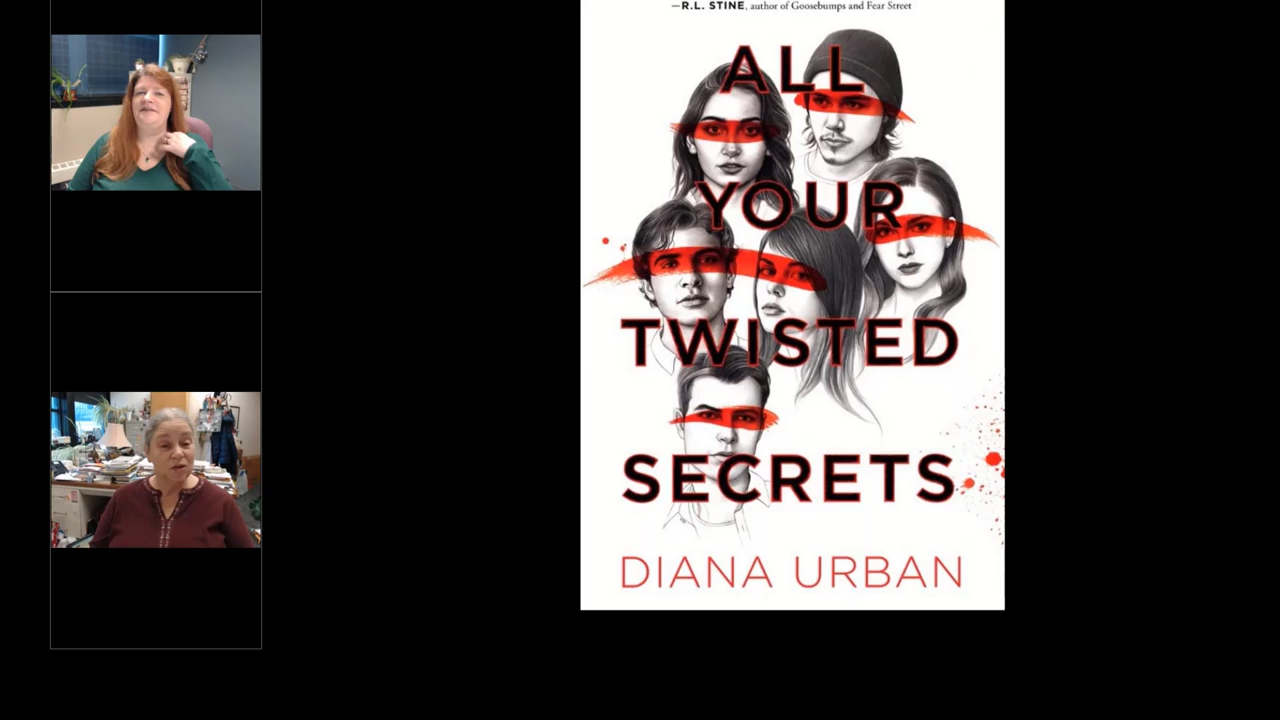 —R.L. STINE, author of Goosebumps and Fear Street
ALL
YOUR
TWISTED
SECRETS
DIANA URBAN